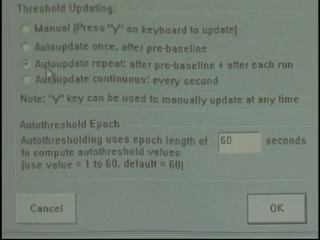 Threshold Updating:
Manual (Press "y" on keyboard to update)
Autoupdate once, after pre-baseline
Autoupdate repeat: after pre-baseline + after each run
Autupdate continuous: every second
Note: "y" key can be used to manually update at any time
Autothreshold Epoch
Autothresholding uses epoch length of 60 seconds
to compute autothreshold values
(use value = 1 to 60, default = 60)
Cancel OK